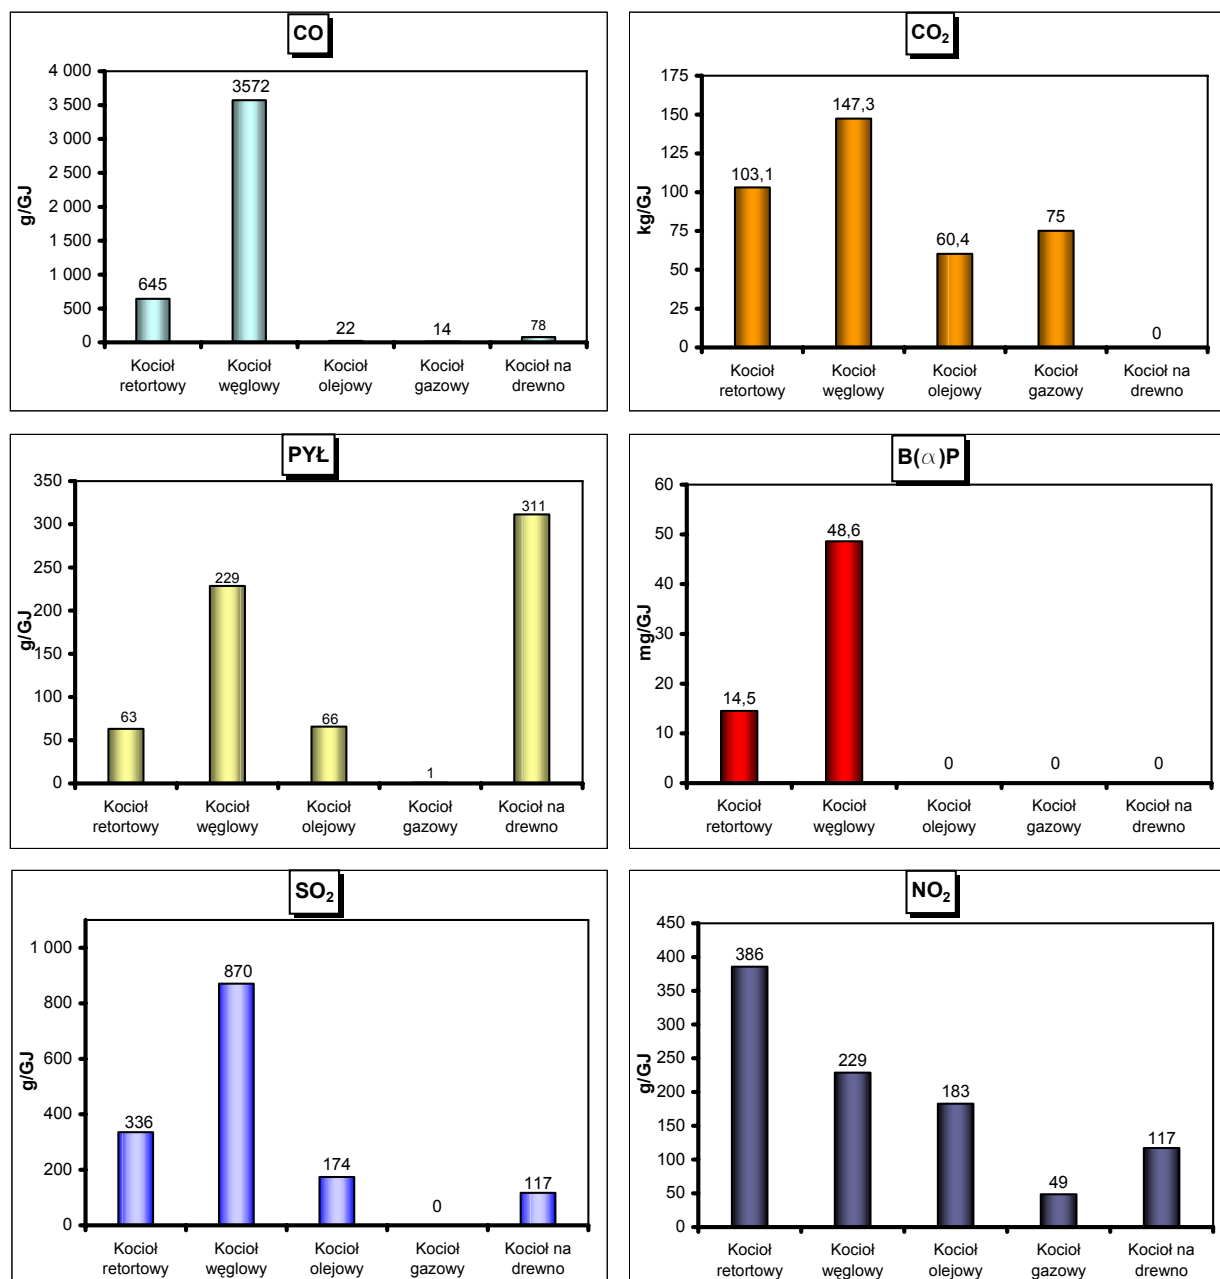 CO
4 000
3 500
3 000
2 500
2 000
1 500
1 000
500
0
g/GJ
645
3572
22
14
78
Kocioł retortowy
Kocioł węglowy
Kocioł olejowy
Kocioł gazowy
Kocioł na drewno
CO₂
175
150
125
100
75
50
25
0
kg/GJ
103,1
147,3
60,4
75
0
Kocioł retortowy
Kocioł węglowy
Kocioł olejowy
Kocioł gazowy
Kocioł na drewno
PYŁ
350
300
250
200
150
100
50
0
g/GJ
63
229
66
1
311
Kocioł retortowy
Kocioł węglowy
Kocioł olejowy
Kocioł gazowy
Kocioł na drewno
B(α)P
60
50
40
30
20
10
0
mg/GJ
14,5
48,6
0
0
0
Kocioł retortowy
Kocioł węglowy
Kocioł olejowy
Kocioł gazowy
Kocioł na drewno
SO₂
1 000
800
600
400
200
0
g/GJ
336
870
174
0
117
Kocioł retortowy
Kocioł węglowy
Kocioł olejowy
Kocioł gazowy
Kocioł na drewno
NO₂
450
400
350
300
250
200
150
100
50
0
g/GJ
386
229
183
49
117
Kocioł retortowy
Kocioł węglowy
Kocioł olejowy
Kocioł gazowy
Kocioł na drewno